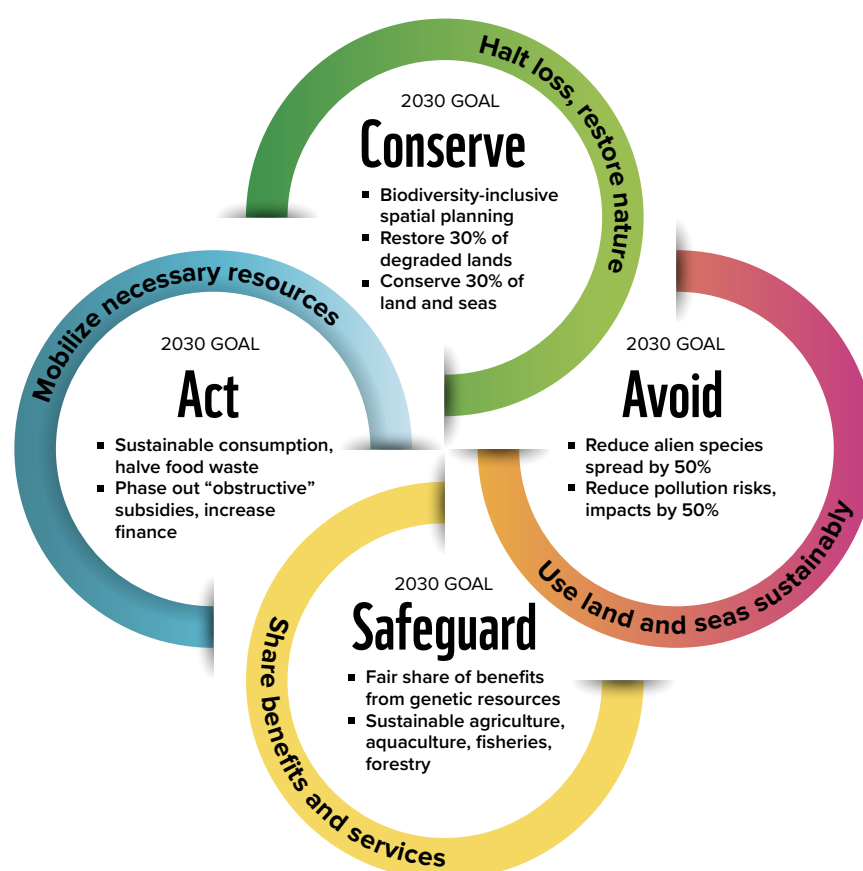 Halt loss, restore nature
2030 GOAL
Conserve
▪ Biodiversity-inclusive
spatial planning
▪ Restore 30% of
degraded lands
▪ Conserve 30% of
land and seas
Mobilize necessary resources
2030 GOAL
Act
▪ Sustainable consumption,
halve food waste
▪ Phase out “obstructive”
subsidies, increase
finance
2030 GOAL
Avoid
▪ Reduce alien species
spread by 50%
▪ Reduce pollution risks,
impacts by 50%
Use land and seas sustainably
2030 GOAL
Safeguard
▪ Fair share of benefits
from genetic resources
▪ Sustainable agriculture,
aquaculture, fisheries,
forestry
Share benefits and services